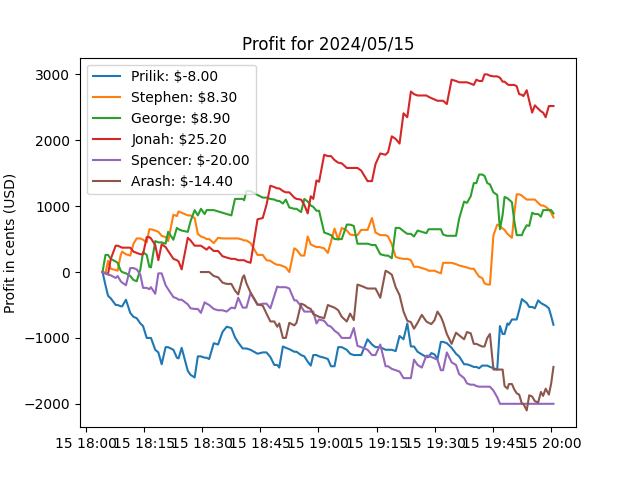 Profit for 2024/05/15
Prilik: $-8.00
Stephen: $8.30
George: $8.90
Jonah: $25.20
Spencer: $-20.00
Arash: $-14.40
Profit in cents (USD)
3000
2000
1000
0
−1000
−2000
15 18:00 15 18:15 15 18:30 15 18:45 15 19:00 15 19:15 15 19:30 15 19:45 15 20:00